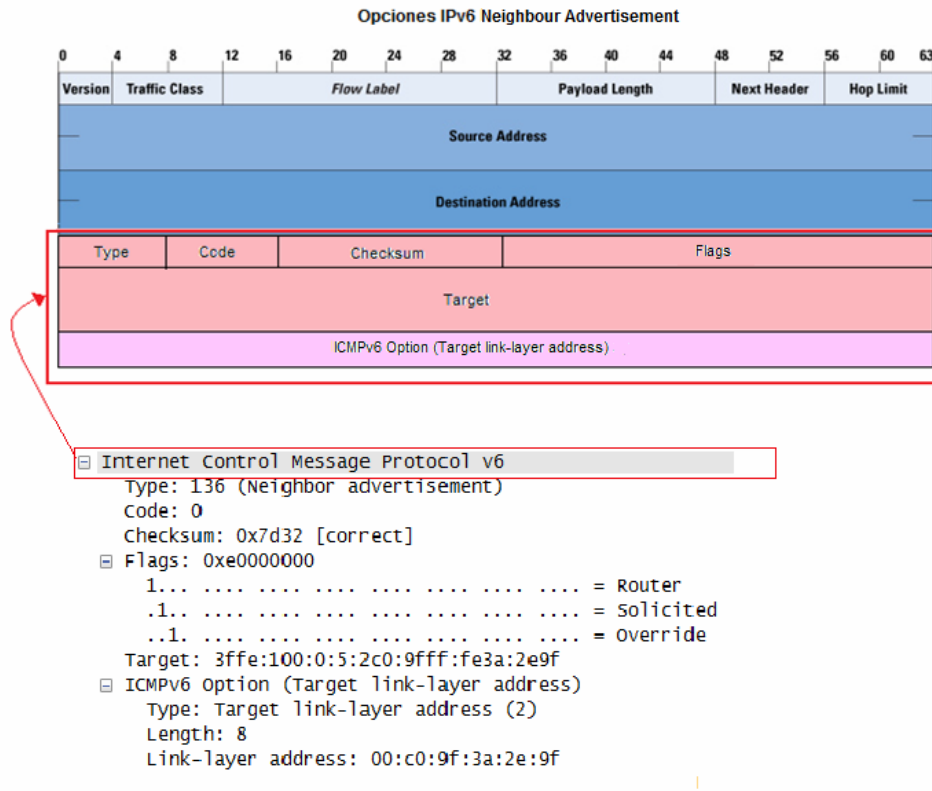 Opciones IPv6 Neighbour Advertisement
0 4 8 12 16 20 24 28 32 36 40 44 48 52 56 60 63
Version Traffic Class Flow Label Payload Length Next Header Hop Limit
Source Address
Destination Address
Type Code Checksum Flags
Target
ICMPv6 Option (Target link-layer address)
Internet Control Message Protocol v6
Type: 136 (Neighbor advertisement)
Code: 0
Checksum: 0x7d32 [correct]
Flags: 0xe0000000
1... .... .... .... .... .... .... .... = Router
.1.. .... .... .... .... .... .... .... = Solicited
..1. .... .... .... .... .... .... .... = Override
Target: 3ffe:100:0:5:2c0:9fff:fe3a:2e9f
ICMPv6 Option (Target link-layer address)
Type: Target link-layer address (2)
Length: 8
Link-layer address: 00:c0:9f:3a:2e:9f